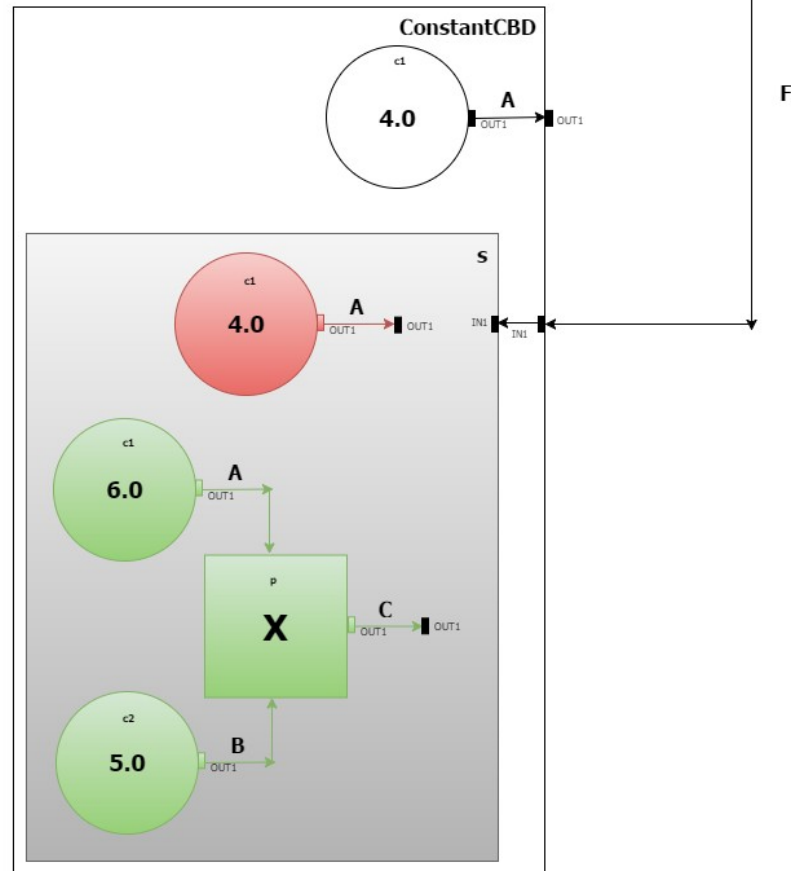 ConstantCBD
c1
4.0
A
OUT1
OUT1
F
s
c1
4.0
A
OUT1
OUT1
IN1
IN1
c1
6.0
A
OUT1
p
X
C
OUT1
OUT1
c2
5.0
B
OUT1